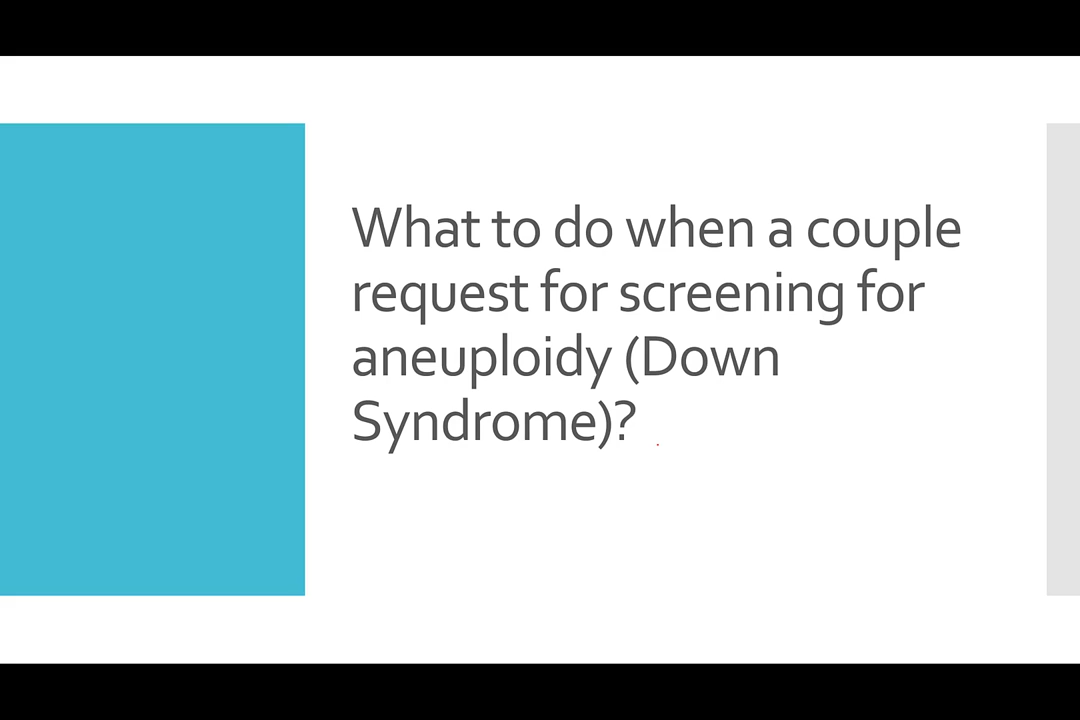 What to do when a couple
request for screening for
aneuploidy (Down
Syndrome)?